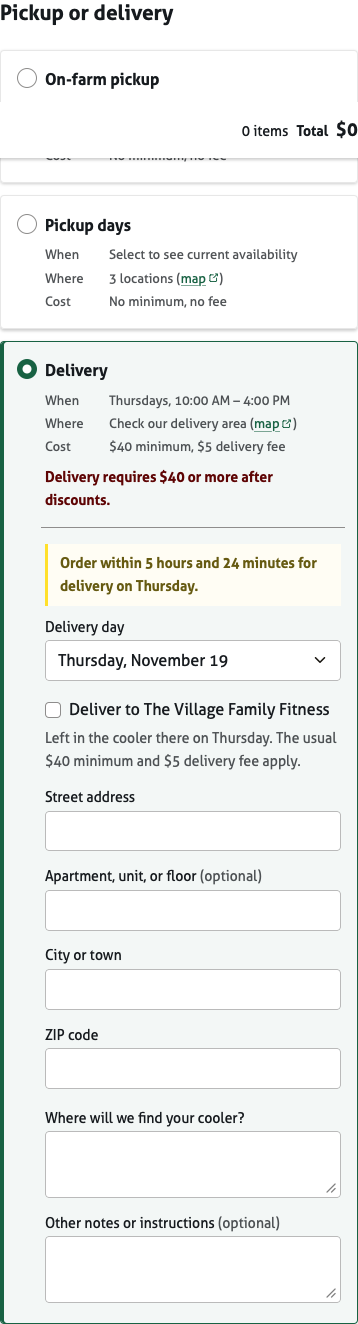 Pickup or delivery
On-farm pickup
0 items Total $0
Cost No minimum, no fee
Pickup days
When Select to see current availability
Where 3 locations (map)
Cost No minimum, no fee
Delivery
When Thursdays, 10:00 AM – 4:00 PM
Where Check our delivery area (map)
Cost $40 minimum, $5 delivery fee
Delivery requires $40 or more after
discounts.
Order within 5 hours and 24 minutes for
delivery on Thursday.
Delivery day
Thursday, November 19
Deliver to The Village Family Fitness
Left in the cooler there on Thursday. The usual
$40 minimum and $5 delivery fee apply.
Street address
Apartment, unit, or floor (optional)
City or town
ZIP code
Where will we find your cooler?
Other notes or instructions (optional)